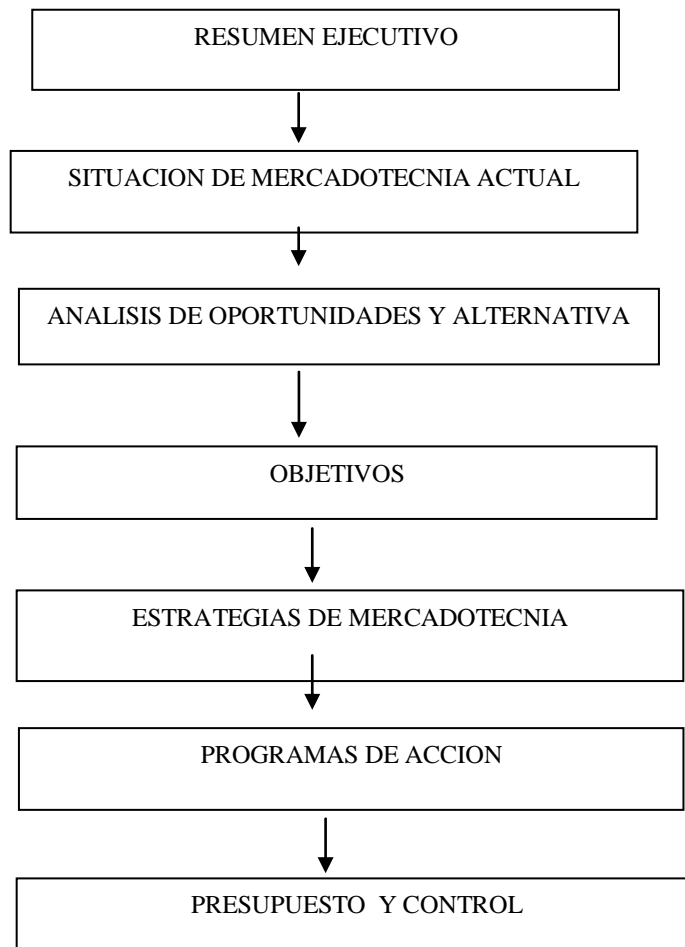 RESUMEN EJECUTIVO
SITUACION DE MERCADOTECNIA ACTUAL
ANALISIS DE OPORTUNIDADES Y ALTERNATIVA
OBJETIVOS
ESTRATEGIAS DE MERCADOTECNIA
PROGRAMAS DE ACCION
PRESUPUESTO Y CONTROL